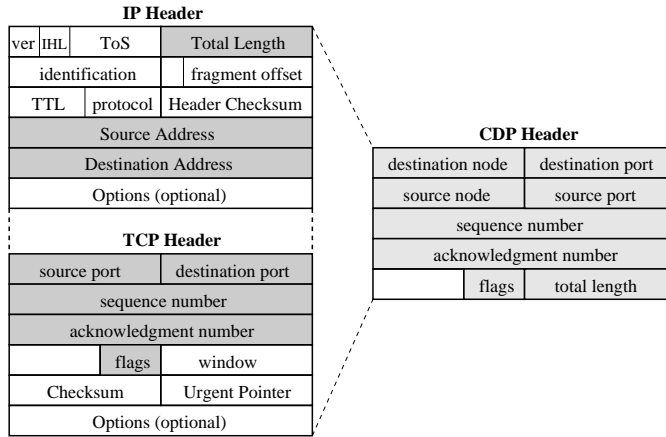 IP Header
ver IHL ToS Total Length
identification fragment offset
TTL protocol Header Checksum
Source Address
Destination Address
Options (optional)
TCP Header
source port destination port
sequence number
acknowledgment number
flags window
Checksum Urgent Pointer
Options (optional)
CDP Header
destination node destination port
source node source port
sequence number
acknowledgment number
flags total length